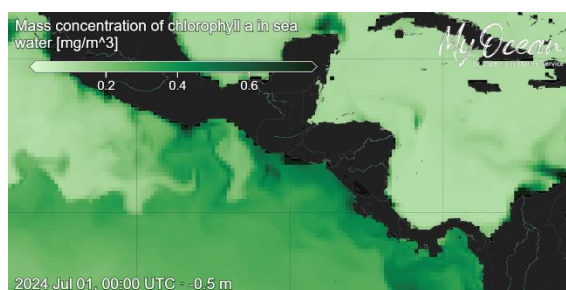 Mass concentration of chlorophyll a in sea
water [mg/m^3]
My Ocean
0.2 0.4 0.6
2024 Jul 01, 00:00 UTC - -0.5 m